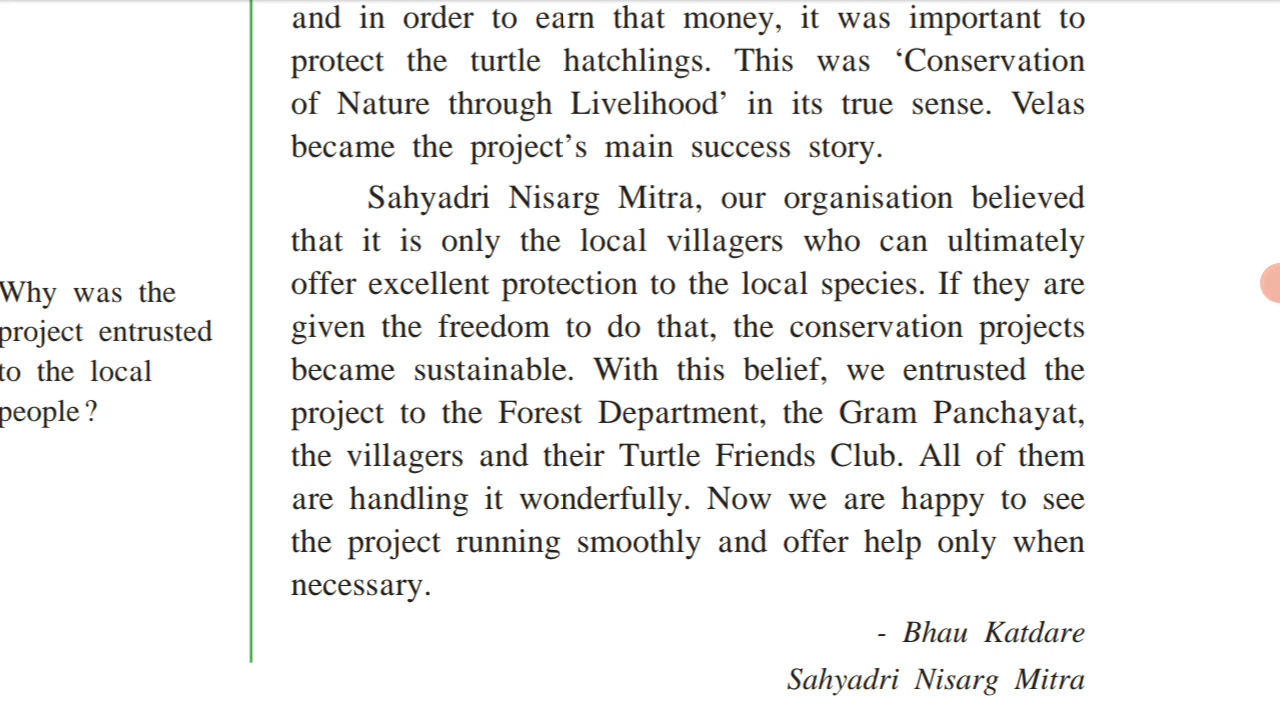 and in order to earn that money, it was important to
protect the turtle hatchlings. This was ‘Conservation
of Nature through Livelihood’ in its true sense. Velas
became the project’s main success story.
Sahyadri Nisarg Mitra, our organisation believed
that it is only the local villagers who can ultimately
offer excellent protection to the local species. If they are
given the freedom to do that, the conservation projects
became sustainable. With this belief, we entrusted the
project to the Forest Department, the Gram Panchayat,
the villagers and their Turtle Friends Club. All of them
are handling it wonderfully. Now we are happy to see
the project running smoothly and offer help only when
necessary.
- Bhau Katdare
Sahyadri Nisarg Mitra
Why was the
project entrusted
to the local
people ?